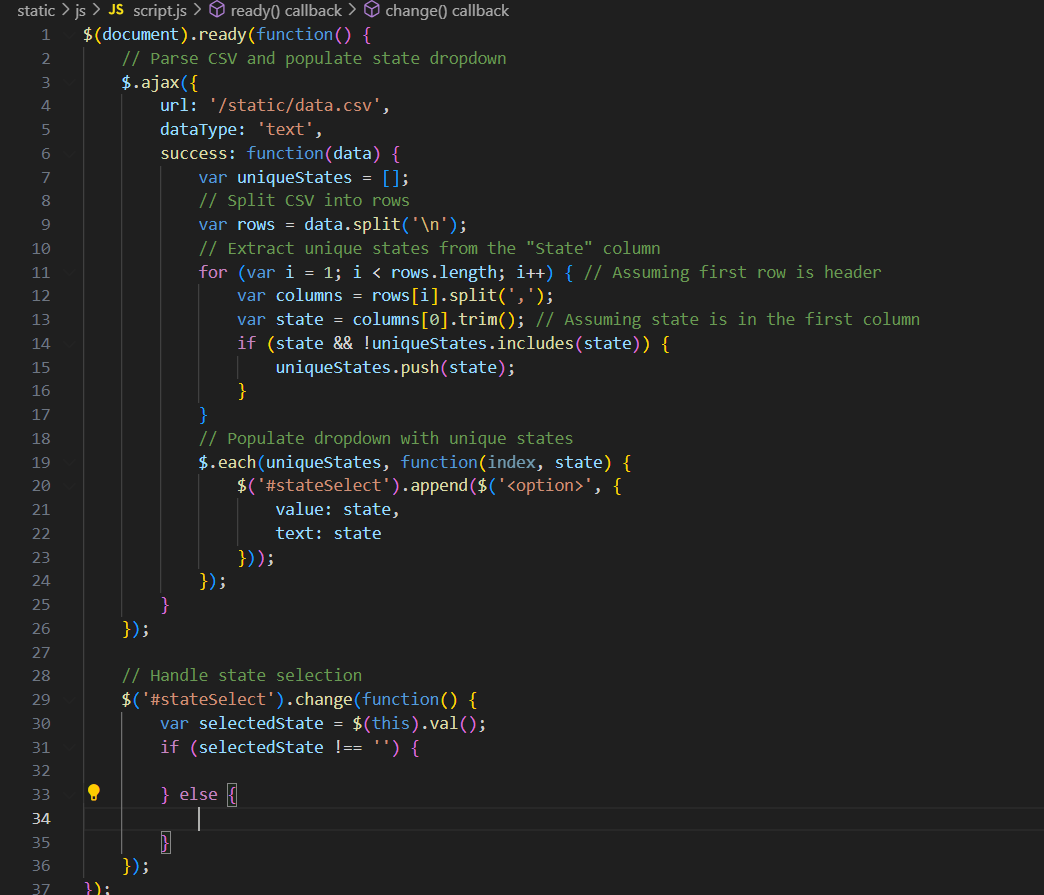 static > js > JS script.js > ready() callback > change() callback
1 $(document).ready(function() {
2     // Parse CSV and populate state dropdown
3     $.ajax({
4         url: '/static/data.csv',
5         dataType: 'text',
6         success: function(data) {
7             var uniqueStates = [];
8             // Split CSV into rows
9             var rows = data.split('\n');
10             // Extract unique states from the "State" column
11             for (var i = 1; i < rows.length; i++) { // Assuming first row is header
12                 var columns = rows[i].split(',');
13                 var state = columns[0].trim(); // Assuming state is in the first column
14                 if (state && !uniqueStates.includes(state)) {
15                     uniqueStates.push(state);
16                 }
17             }
18             // Populate dropdown with unique states
19             $.each(uniqueStates, function(index, state) {
20                 $('#stateSelect').append($('<option>', {
21                     value: state,
22                     text: state
23                 }));
24             });
25         }
26     });
27
28     // Handle state selection
29     $('#stateSelect').change(function() {
30         var selectedState = $(this).val();
31         if (selectedState !== '') {
32
33         } else {
34
35         }
36     });
37 });